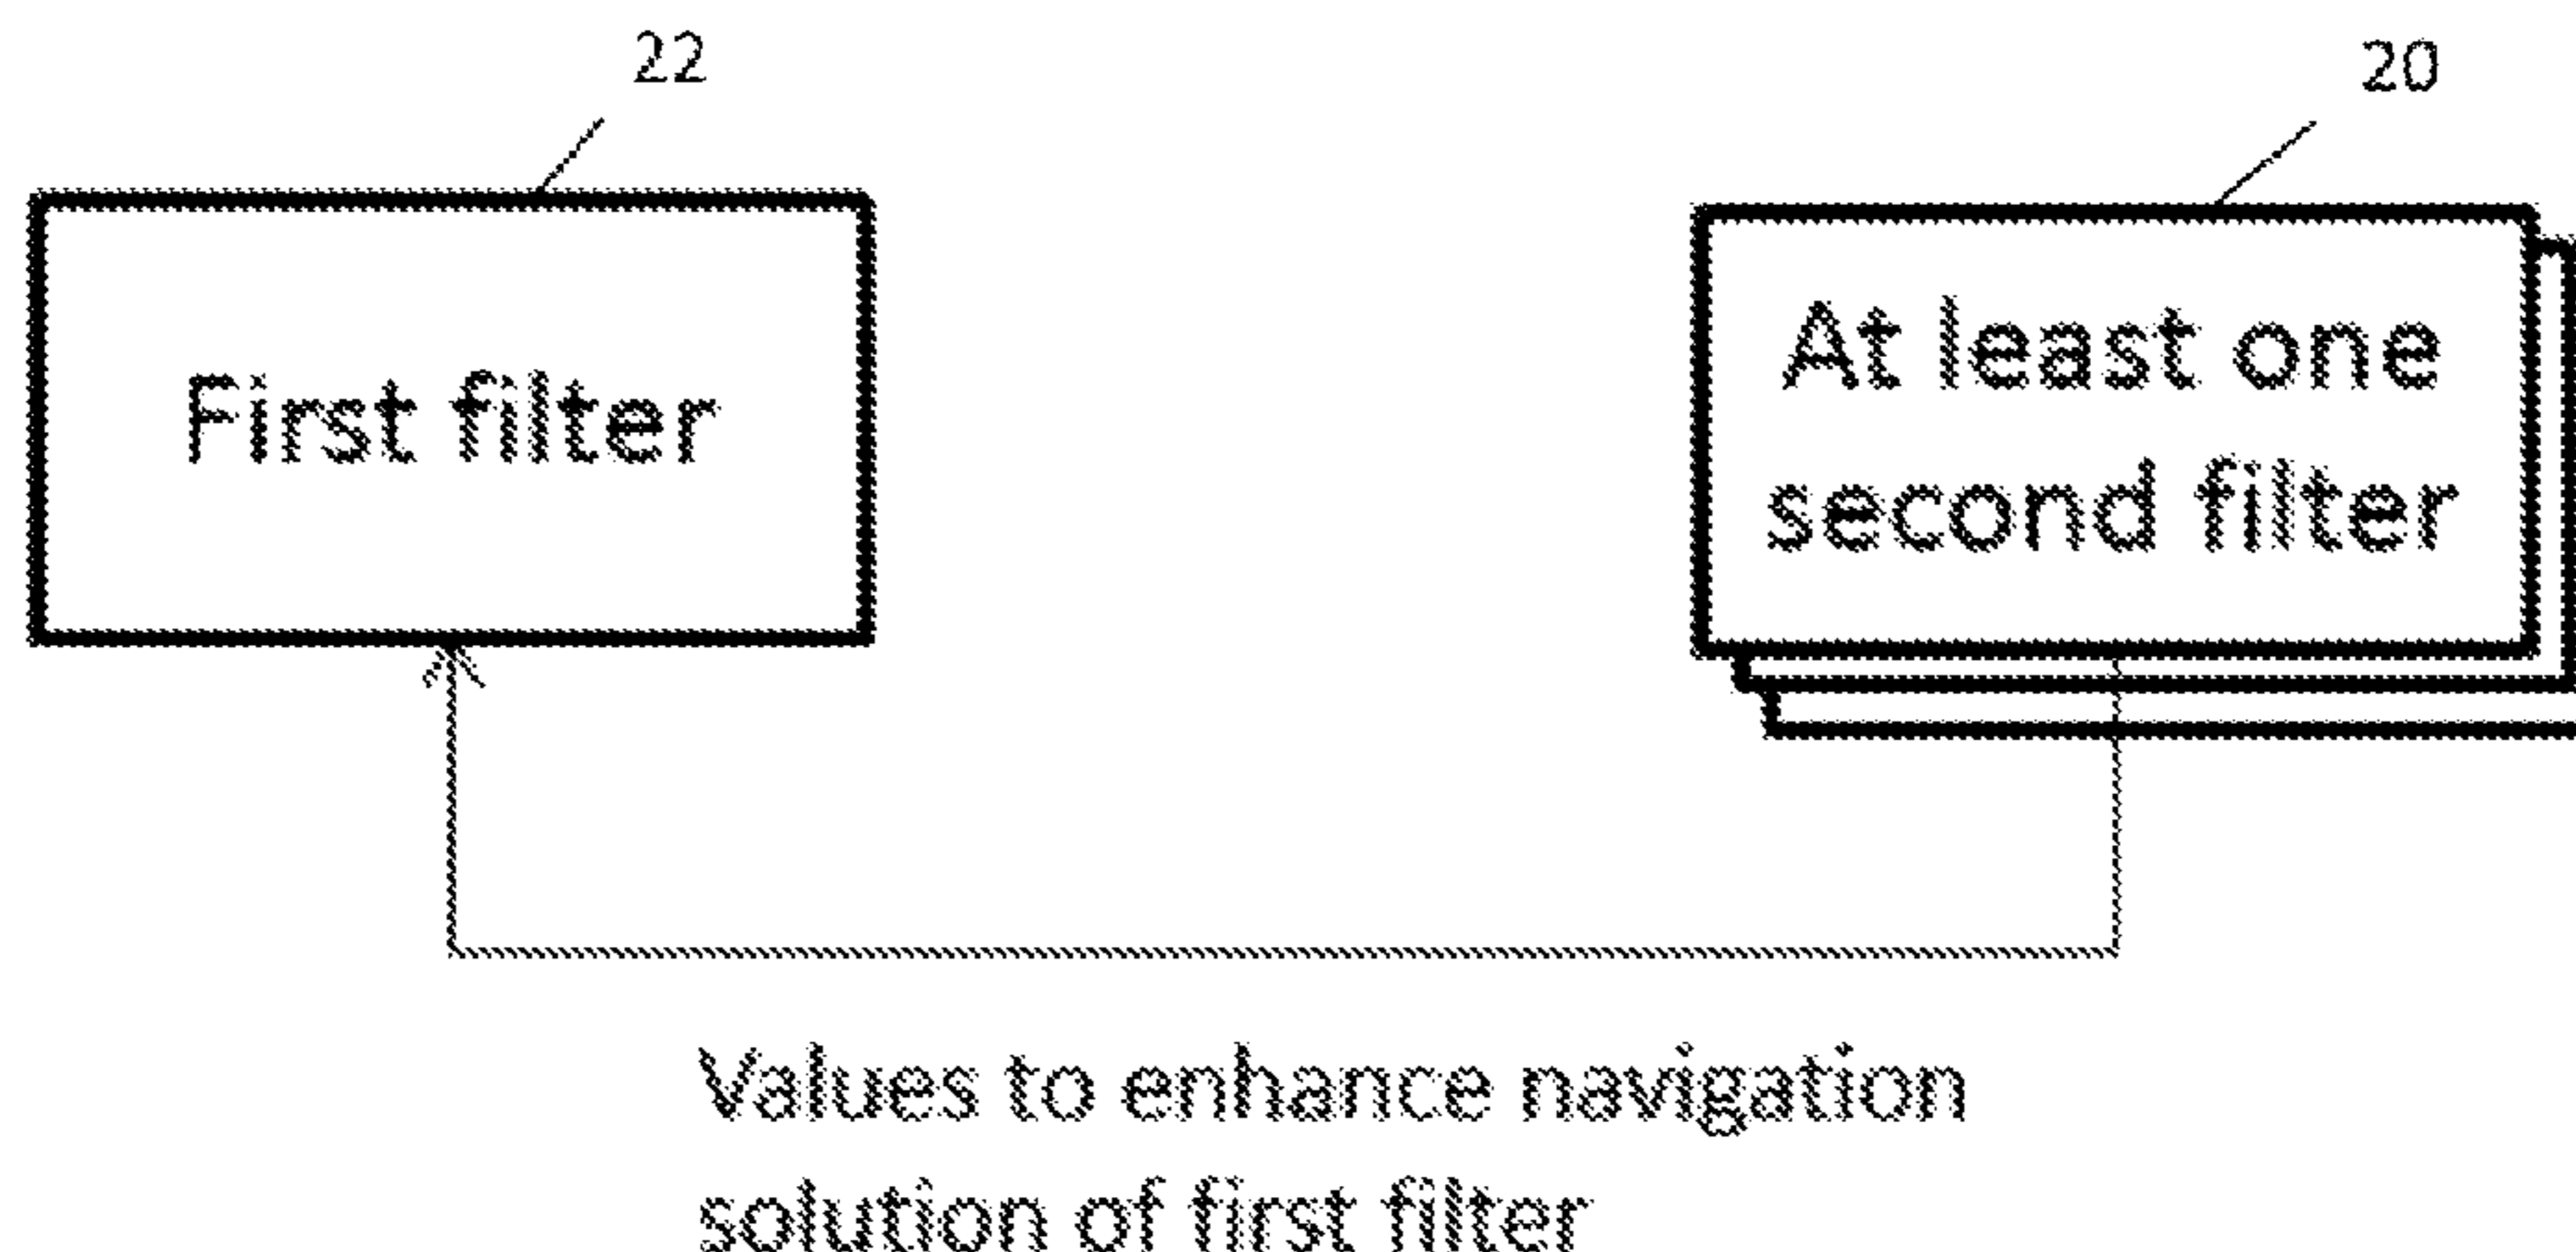 22
20
First filter
At least one
second filter
Values to enhance navigation
solution of first filter